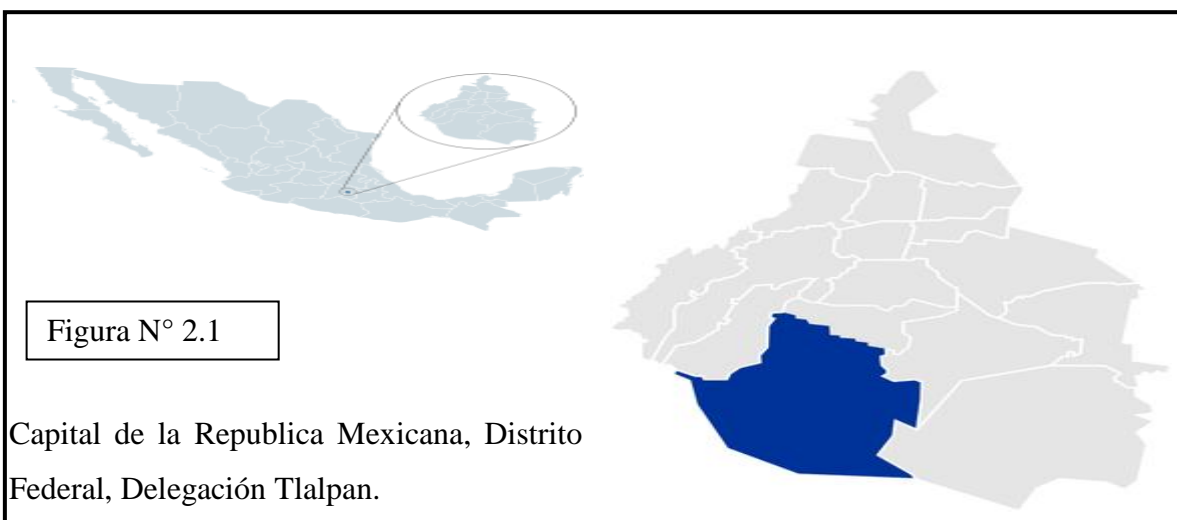 Figura N° 2.1
Capital de la Republica Mexicana, Distrito
Federal, Delegación Tlalpan.